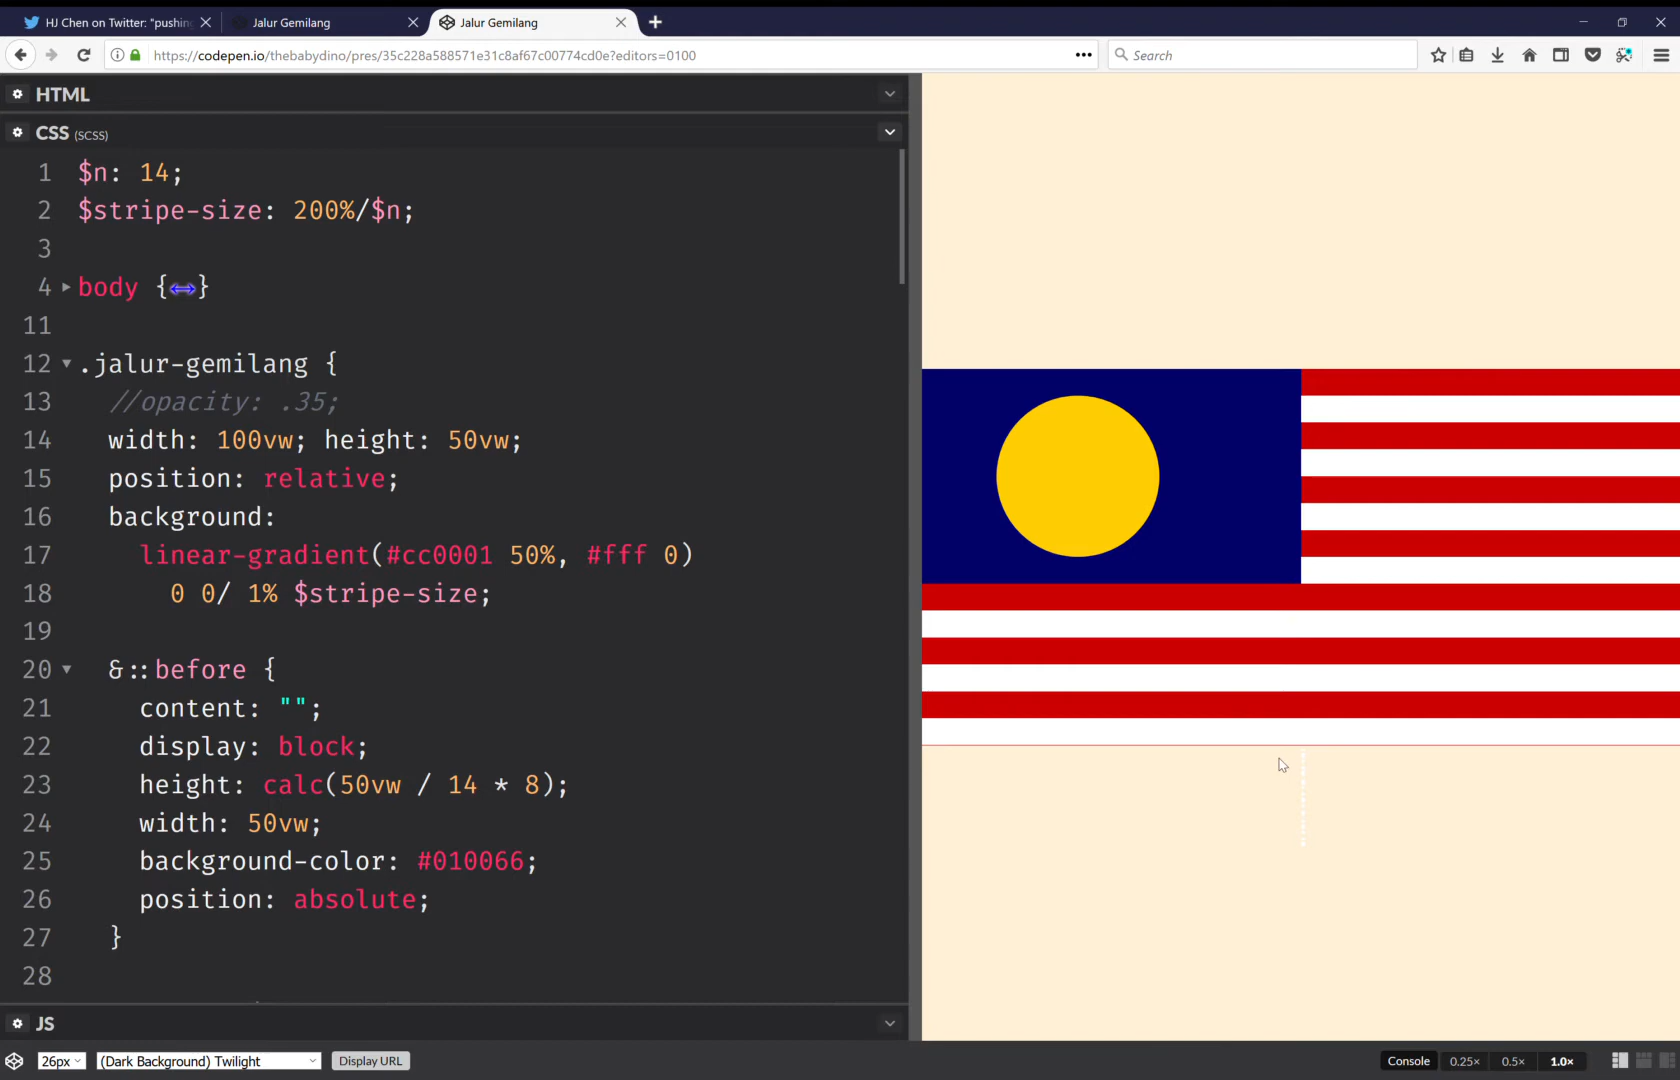 HJ Chen on Twitter: "pushin
Jalur Gemilang
Jalur Gemilang
https://codepen.io/thebabydino/pres/35c228a588571e31c8af67c00774cd0e?editors=0100
Search
HTML
CSS (SCSS)
1 $n: 14;
2 $stripe-size: 200%/$n;
3
4 body {↔}
11
12 .jalur-gemilang {
13 //opacity: .35;
14 width: 100vw; height: 50vw;
15 position: relative;
16 background:
17 linear-gradient(#cc0001 50%, #fff 0)
18 0 0/ 1% $stripe-size;
19
20 &::before {
21 content: "";
22 display: block;
23 height: calc(50vw / 14 * 8);
24 width: 50vw;
25 background-color: #010066;
26 position: absolute;
27 }
28
JS
26px
(Dark Background) Twilight
Display URL
Console
0.25×
0.5×
1.0×